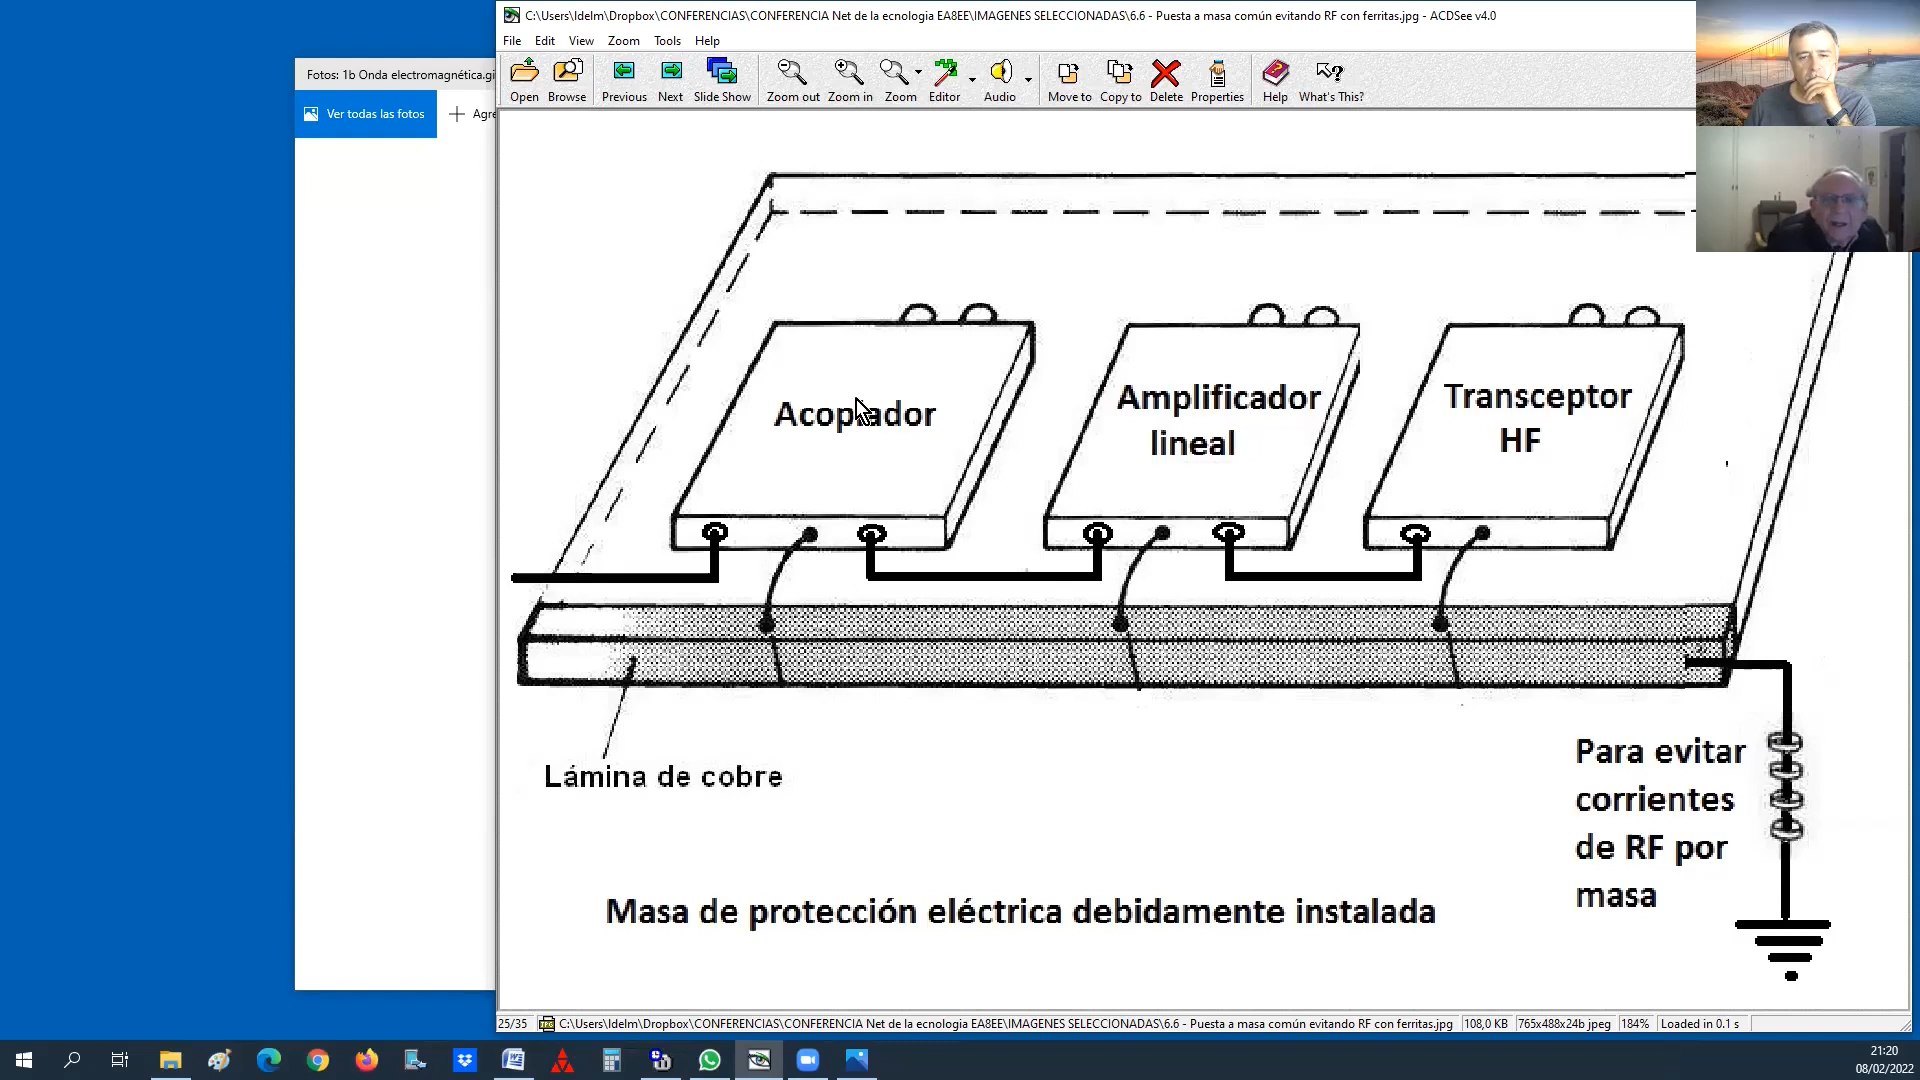 C:\Users\Idelm\Dropbox\CONFERENCIAS\CONFERENCIA Net de la ecnologia EA8EE\IMAGENES SELECCIONADAS\6.6 - Puesta a masa común evitando RF con ferritas.jpg - ACDSee v4.0
File Edit View Zoom Tools Help
Fotos: 1b Onda electromagnética.gi
Open Browse Previous Next Slide Show Zoom out Zoom in Zoom Editor Audio Move to Copy to Delete Properties Help What's This?
Ver todas las fotos
Agre
Acoplador
Amplificador
lineal
Transceptor
HF
Lámina de cobre
Para evitar
corrientes
de RF por
masa
Masa de protección eléctrica debidamente instalada
25/35 C:\Users\Idelm\Dropbox\CONFERENCIAS\CONFERENCIA Net de la ecnologia EA8EE\IMAGENES SELECCIONADAS\6.6 - Puesta a masa común evitando RF con ferritas.jpg 108,0 KB 765x488x24b jpeg 184% Loaded in 0.1 s
21:20
08/02/2022